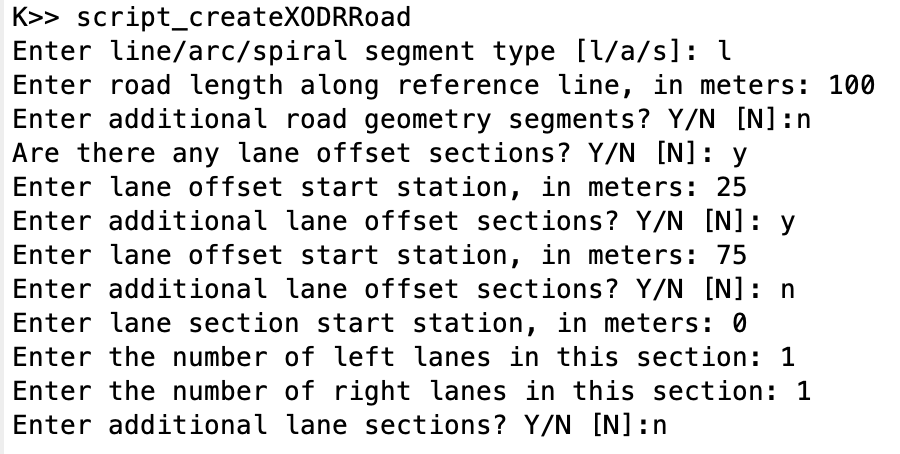 K>> script_createXODRRoad
Enter line/arc/spiral segment type [l/a/s]: l
Enter road length along reference line, in meters: 100
Enter additional road geometry segments? Y/N [N]:n
Are there any lane offset sections? Y/N [N]: y
Enter lane offset start station, in meters: 25
Enter additional lane offset sections? Y/N [N]: y
Enter lane offset start station, in meters: 75
Enter additional lane offset sections? Y/N [N]: n
Enter lane section start station, in meters: 0
Enter the number of left lanes in this section: 1
Enter the number of right lanes in this section: 1
Enter additional lane sections? Y/N [N]:n